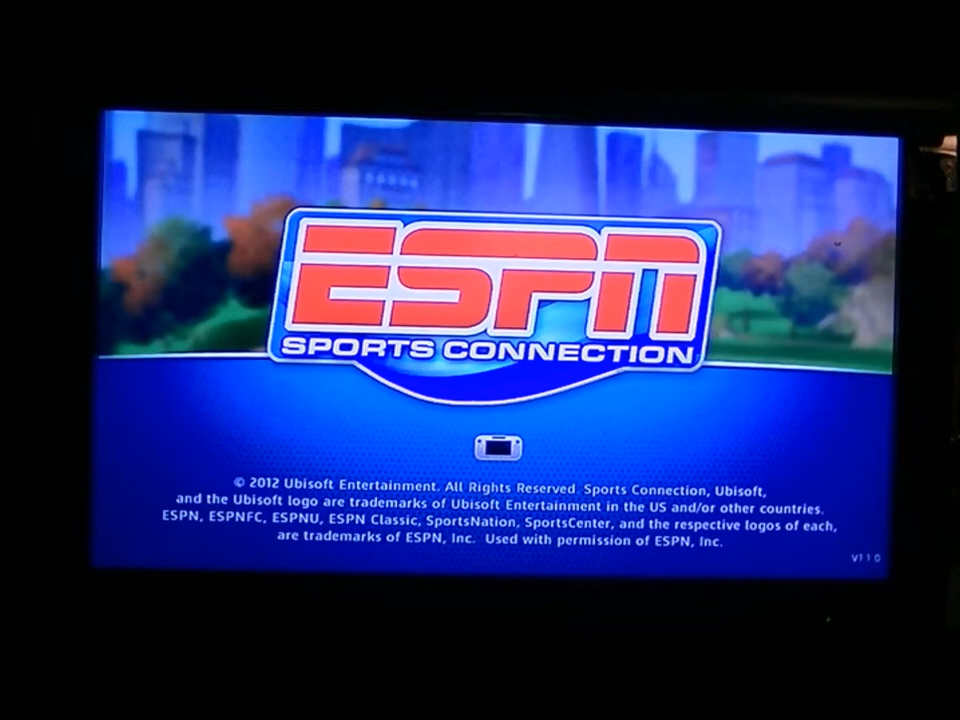 ESPN
SPORTS CONNECTION
© 2012 Ubisoft Entertainment. All Rights Reserved. Sports Connection, Ubisoft,
and the Ubisoft logo are trademarks of Ubisoft Entertainment in the US and/or other countries.
ESPN, ESPNFC, ESPNU, ESPN Classic, SportsNation, SportsCenter, and the respective logos of each,
are trademarks of ESPN, Inc. Used with permission of ESPN, Inc.
V1.1.0